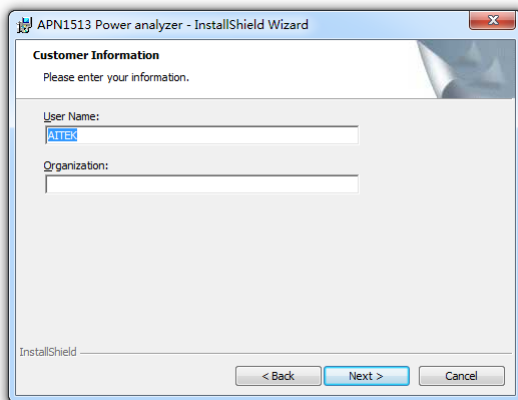 APN1513 Power analyzer - InstallShield Wizard
Customer Information
Please enter your information.
User Name:
AITEK
Organization:
InstallShield
< Back
Next >
Cancel